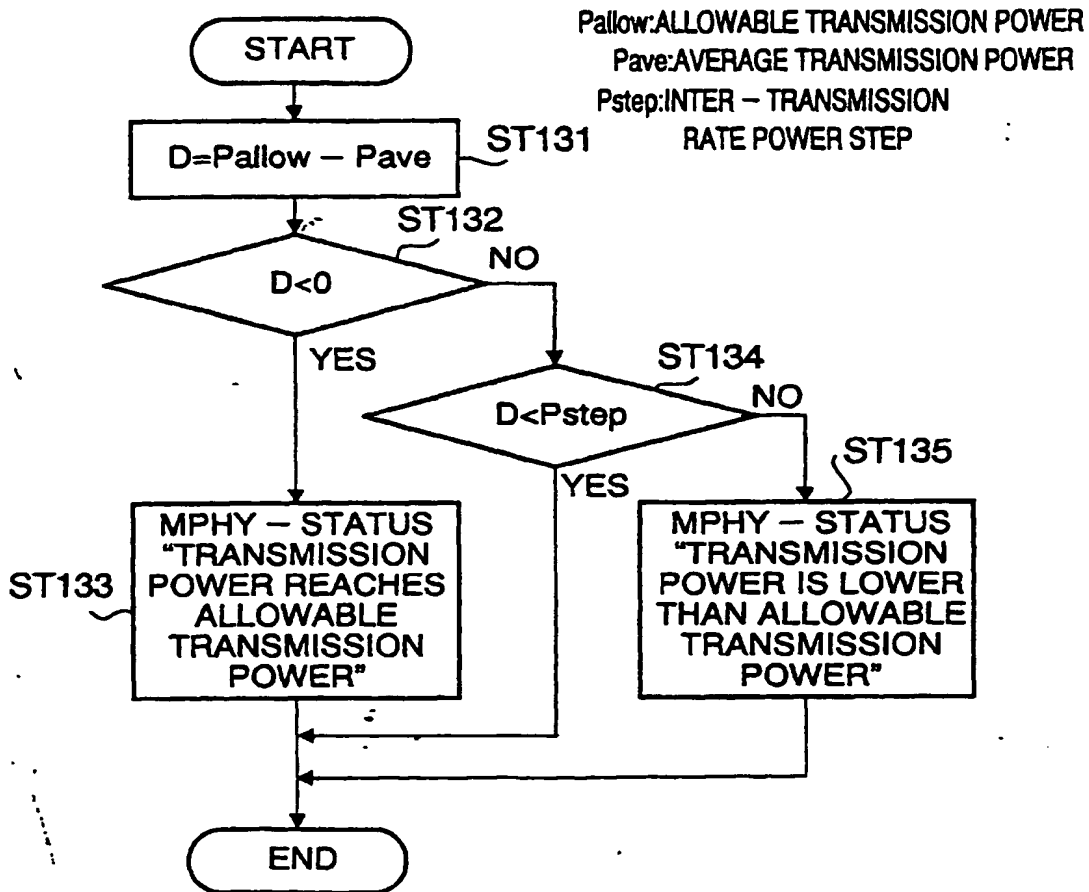 Pallow:ALLOWABLE TRANSMISSION POWER
Pave:AVERAGE TRANSMISSION POWER
Pstep:INTER – TRANSMISSION
RATE POWER STEP
START
ST131
D=Pallow – Pave
ST132
D<0
NO
YES
ST134
D<Pstep
NO
YES
ST135
ST133
MPHY – STATUS
“TRANSMISSION
POWER REACHES
ALLOWABLE
TRANSMISSION
POWER”
MPHY – STATUS
“TRANSMISSION
POWER IS LOWER
THAN ALLOWABLE
TRANSMISSION
POWER”
END